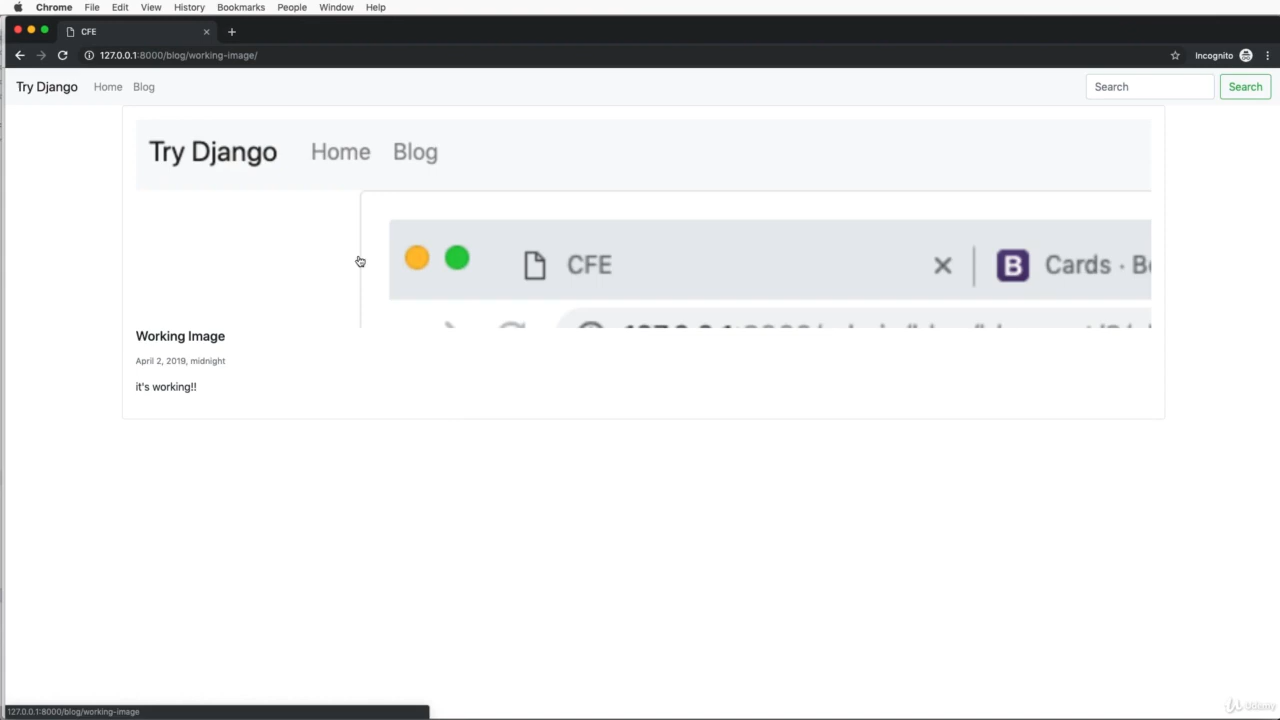 Chrome File Edit View History Bookmarks People Window Help
CFE
127.0.0.1:8000/blog/working-image/
Incognito
Try Django Home Blog Search Search
Try Django Home Blog
CFE B Cards ·
Working Image
April 2, 2019, midnight
it's working!!
127.0.0.1:8000/blog/working-image
Udemy